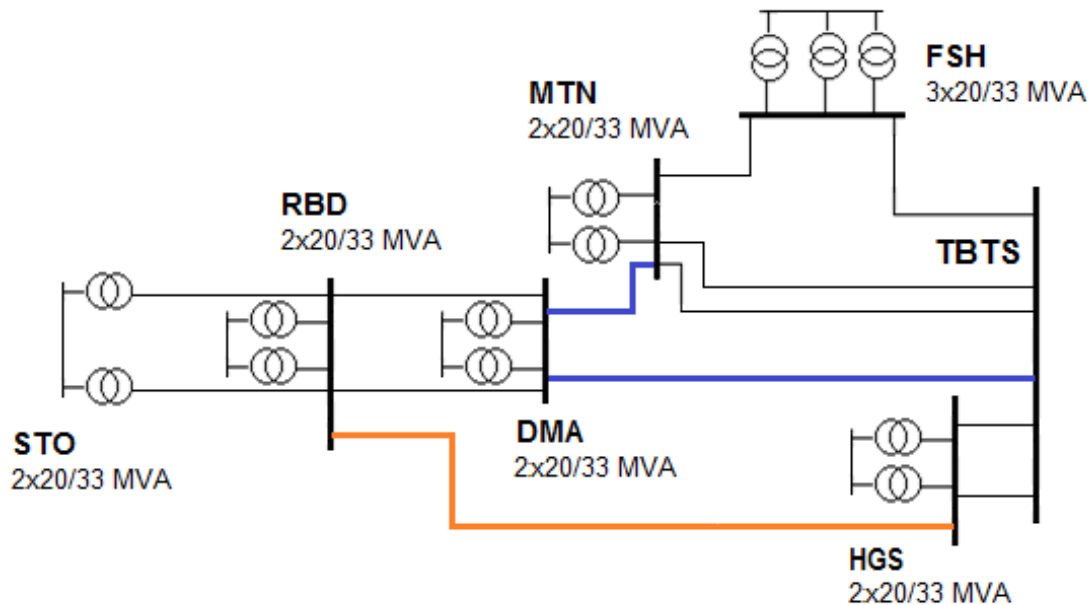 FSH
3x20/33 MVA
MTN
2x20/33 MVA
RBD
2x20/33 MVA
TBTS
STO
2x20/33 MVA
DMA
2x20/33 MVA
HGS
2x20/33 MVA